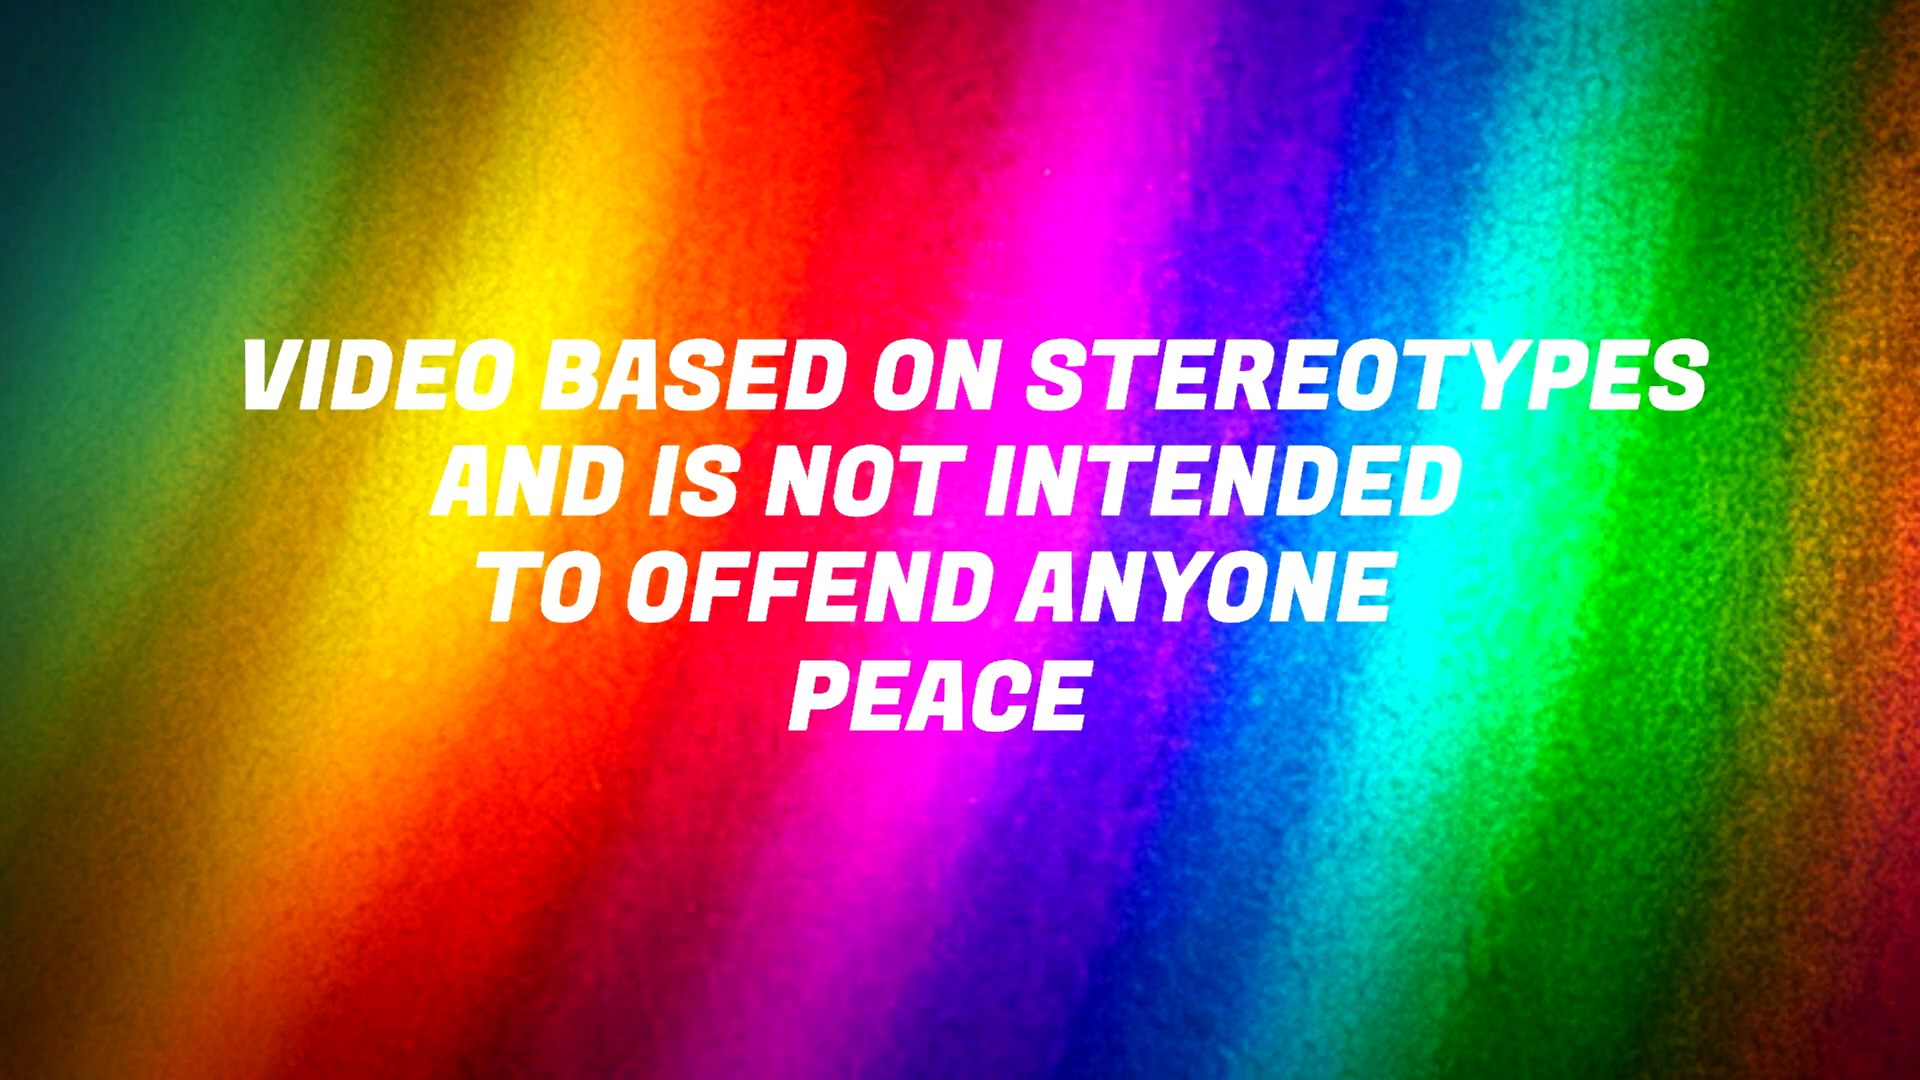 VIDEO BASED ON STEREOTYPES
AND IS NOT INTENDED
TO OFFEND ANYONE
PEACE